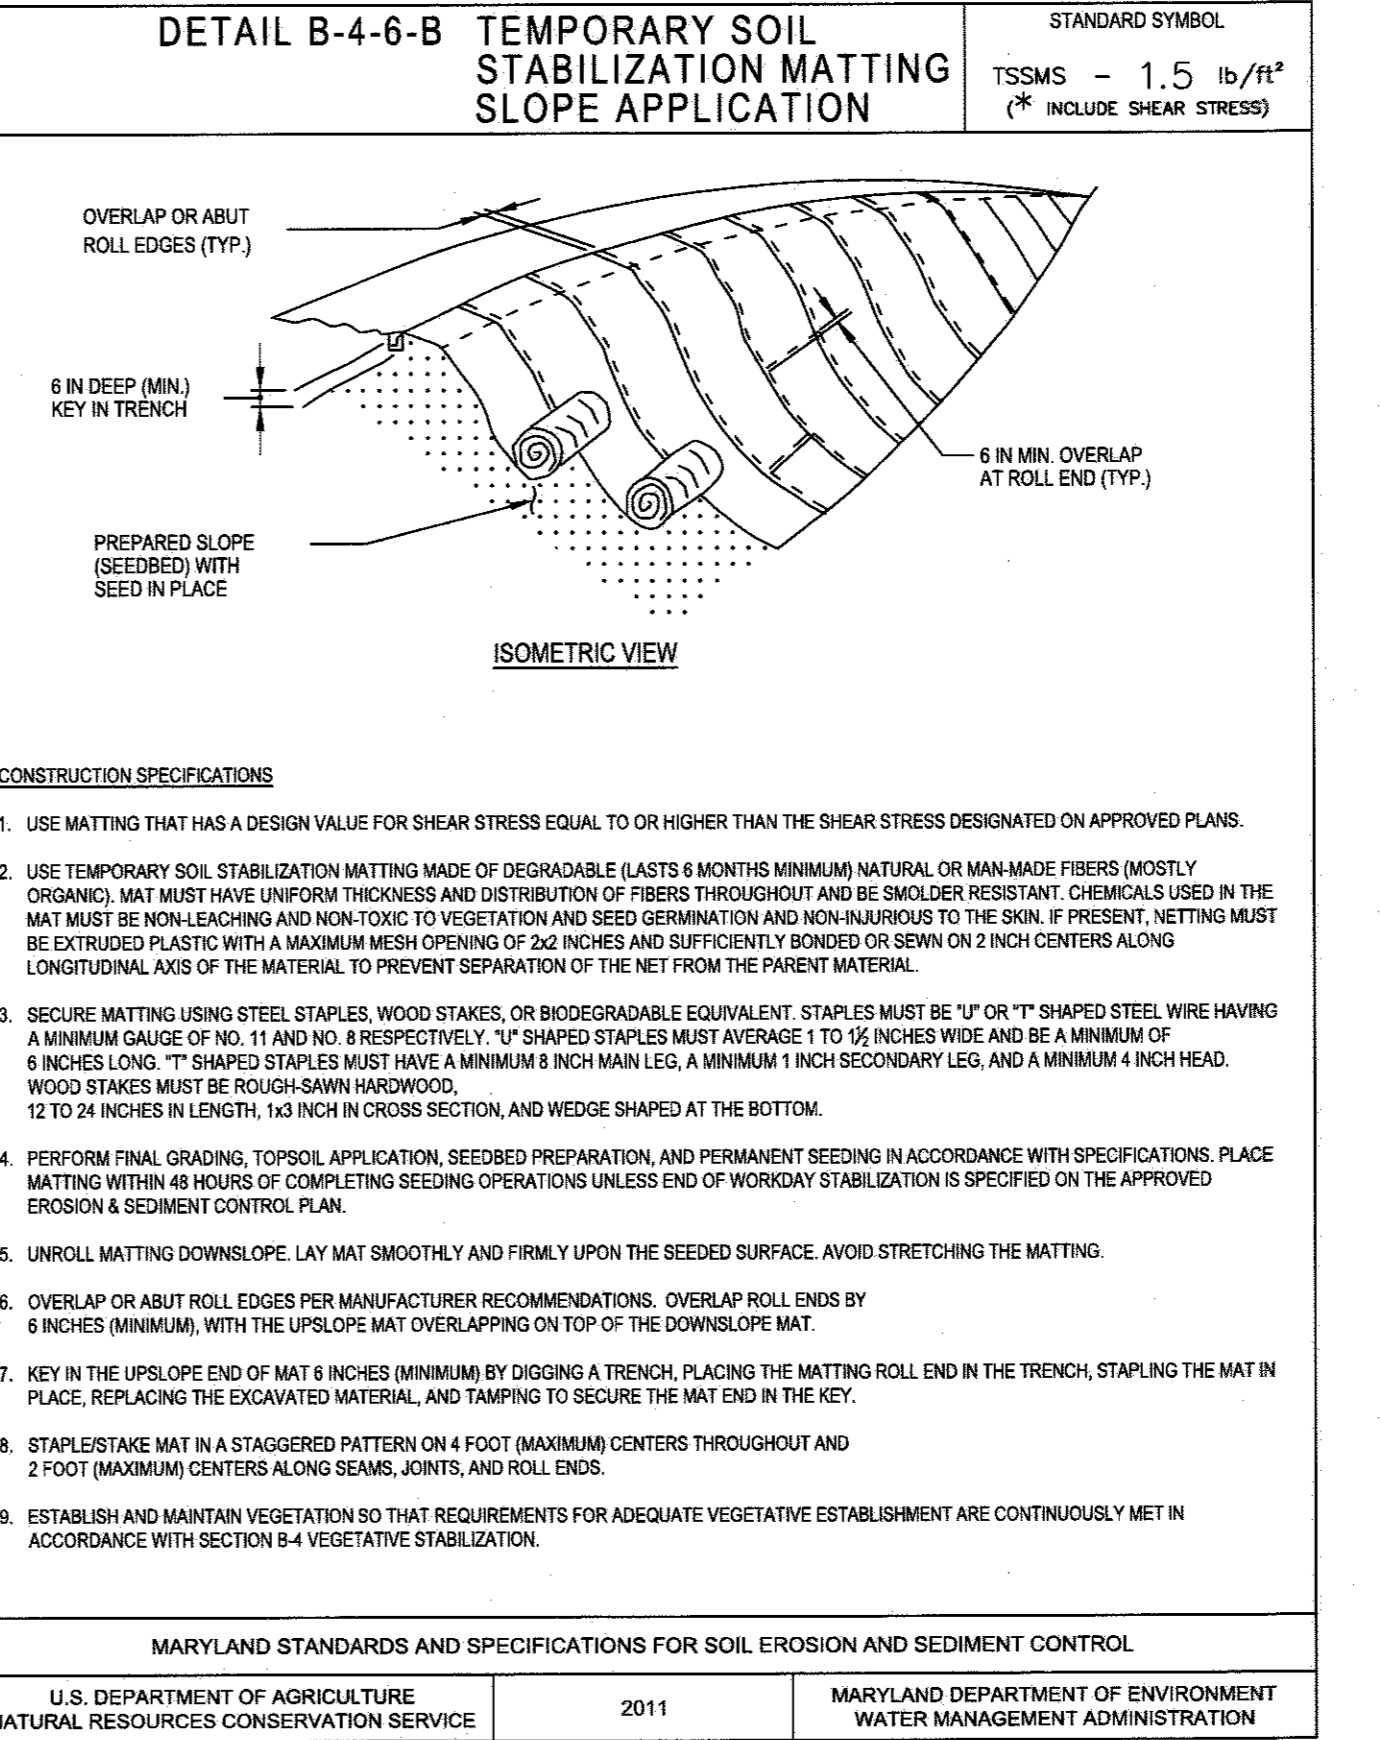 DETAIL B-4-6-B TEMPORARY SOIL
STABILIZATION MATTING
SLOPE APPLICATION
STANDARD SYMBOL
TSSMS - 1.5 lb/ft²
(* INCLUDE SHEAR STRESS)
OVERLAP OR ABUT
ROLL EDGES (TYP.)
6 IN DEEP (MIN.)
KEY IN TRENCH
6 IN MIN. OVERLAP
AT ROLL END (TYP.)
PREPARED SLOPE
(SEEDBED) WITH
SEED IN PLACE
ISOMETRIC VIEW
CONSTRUCTION SPECIFICATIONS
1. USE MATTING THAT HAS A DESIGN VALUE FOR SHEAR STRESS EQUAL TO OR HIGHER THAN THE SHEAR STRESS DESIGNATED ON APPROVED PLANS.
2. USE TEMPORARY SOIL STABILIZATION MATTING MADE OF DEGRADABLE (LASTS 6 MONTHS MINIMUM) NATURAL OR MAN-MADE FIBERS (MOSTLY
ORGANIC). MAT MUST HAVE UNIFORM THICKNESS AND DISTRIBUTION OF FIBERS THROUGHOUT AND BE SMOLDER RESISTANT. CHEMICALS USED IN THE
MAT MUST BE NON-LEACHING AND NON-TOXIC TO VEGETATION AND SEED GERMINATION AND NON-INJURIOUS TO THE SKIN. IF PRESENT, NETTING MUST
BE EXTRUDED PLASTIC WITH A MAXIMUM MESH OPENING OF 2x2 INCHES AND SUFFICIENTLY BONDED OR SEWN ON 2 INCH CENTERS ALONG
LONGITUDINAL AXIS OF THE MATERIAL TO PREVENT SEPARATION OF THE NET FROM THE PARENT MATERIAL.
3. SECURE MATTING USING STEEL STAPLES, WOOD STAKES, OR BIODEGRADABLE EQUIVALENT. STAPLES MUST BE "U" OR "T" SHAPED STEEL WIRE HAVING
A MINIMUM GAUGE OF NO. 11 AND NO. 8 RESPECTIVELY. "U" SHAPED STAPLES MUST AVERAGE 1 TO 1½ INCHES WIDE AND BE A MINIMUM OF
6 INCHES LONG. "T" SHAPED STAPLES MUST HAVE A MINIMUM 8 INCH MAIN LEG, A MINIMUM 1 INCH SECONDARY LEG, AND A MINIMUM 4 INCH HEAD.
WOOD STAKES MUST BE ROUGH-SAWN HARDWOOD,
12 TO 24 INCHES IN LENGTH, 1x3 INCH IN CROSS SECTION, AND WEDGE SHAPED AT THE BOTTOM.
4. PERFORM FINAL GRADING, TOPSOIL APPLICATION, SEEDBED PREPARATION, AND PERMANENT SEEDING IN ACCORDANCE WITH SPECIFICATIONS. PLACE
MATTING WITHIN 48 HOURS OF COMPLETING SEEDING OPERATIONS UNLESS END OF WORKDAY STABILIZATION IS SPECIFIED ON THE APPROVED
EROSION & SEDIMENT CONTROL PLAN.
5. UNROLL MATTING DOWNSLOPE. LAY MAT SMOOTHLY AND FIRMLY UPON THE SEEDED SURFACE. AVOID STRETCHING THE MATTING.
6. OVERLAP OR ABUT ROLL EDGES PER MANUFACTURER RECOMMENDATIONS. OVERLAP ROLL ENDS BY
6 INCHES (MINIMUM), WITH THE UPSLOPE MAT OVERLAPPING ON TOP OF THE DOWNSLOPE MAT.
7. KEY IN THE UPSLOPE END OF MAT 6 INCHES (MINIMUM) BY DIGGING A TRENCH, PLACING THE MATTING ROLL END IN THE TRENCH, STAPLING THE MAT IN
PLACE, REPLACING THE EXCAVATED MATERIAL, AND TAMPING TO SECURE THE MAT END IN THE KEY.
8. STAPLE/STAKE MAT IN A STAGGERED PATTERN ON 4 FOOT (MAXIMUM) CENTERS THROUGHOUT AND
2 FOOT (MAXIMUM) CENTERS ALONG SEAMS, JOINTS, AND ROLL ENDS.
9. ESTABLISH AND MAINTAIN VEGETATION SO THAT REQUIREMENTS FOR ADEQUATE VEGETATIVE ESTABLISHMENT ARE CONTINUOUSLY MET IN
ACCORDANCE WITH SECTION B-4 VEGETATIVE STABILIZATION.
MARYLAND STANDARDS AND SPECIFICATIONS FOR SOIL EROSION AND SEDIMENT CONTROL
U.S. DEPARTMENT OF AGRICULTURE
NATURAL RESOURCES CONSERVATION SERVICE
2011
MARYLAND DEPARTMENT OF ENVIRONMENT
WATER MANAGEMENT ADMINISTRATION